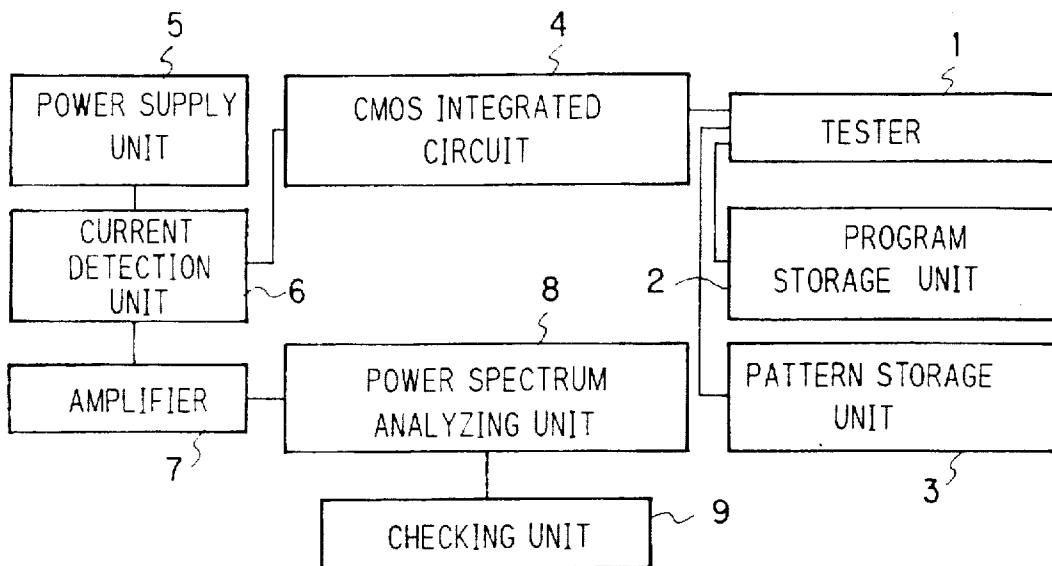 5
POWER SUPPLY
UNIT
4
CMOS INTEGRATED
CIRCUIT
1
TESTER
CURRENT
DETECTION
UNIT
6
2
PROGRAM
STORAGE UNIT
AMPLIFIER
7
8
POWER SPECTRUM
ANALYZING UNIT
PATTERN STORAGE
UNIT
3
CHECKING UNIT
9